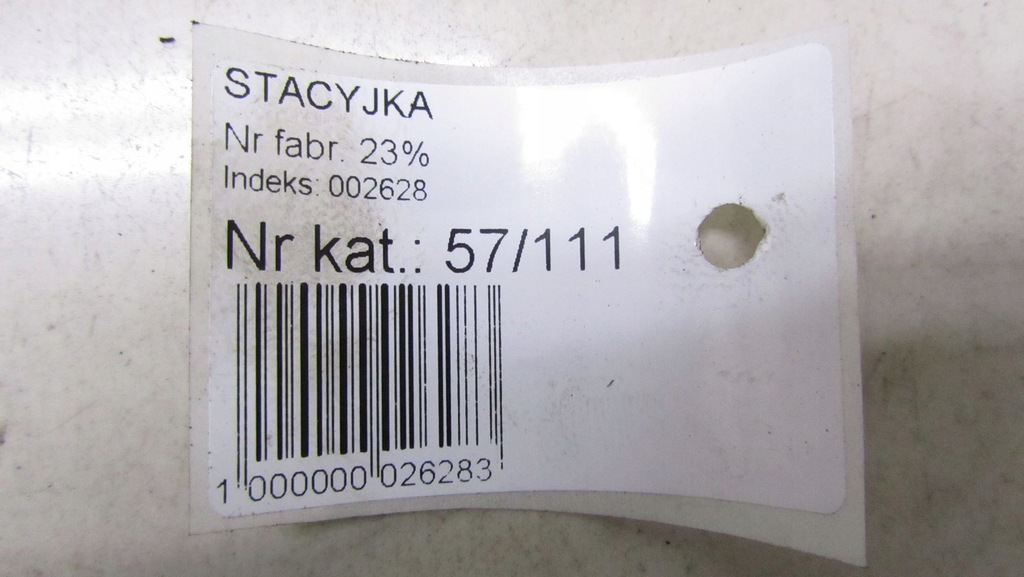 STACYJKA
Nr fabr. 23%
Indeks: 002628
Nr kat.: 57/111
1 000000 026283